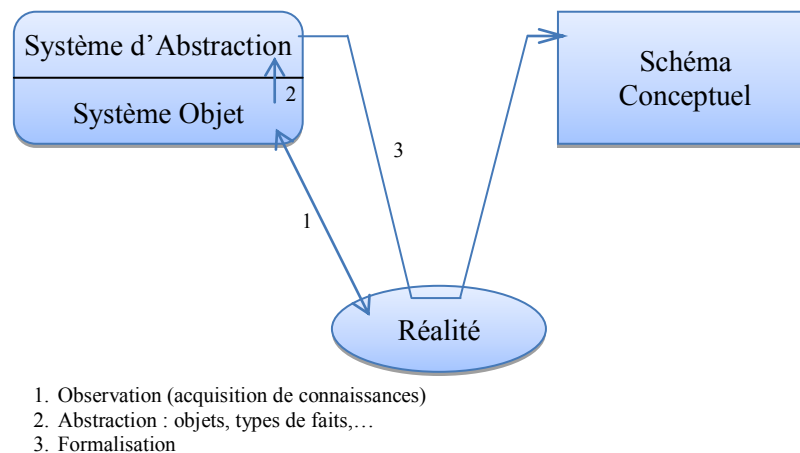 Système d'Abstraction
2
Système Objet
Schéma
Conceptuel
3
1
Réalité
1. Observation (acquisition de connaissances)
2. Abstraction : objets, types de faits,…
3. Formalisation